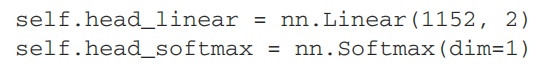 self.head_linear = nn.Linear(1152, 2)
self.head_softmax = nn.Softmax(dim=1)